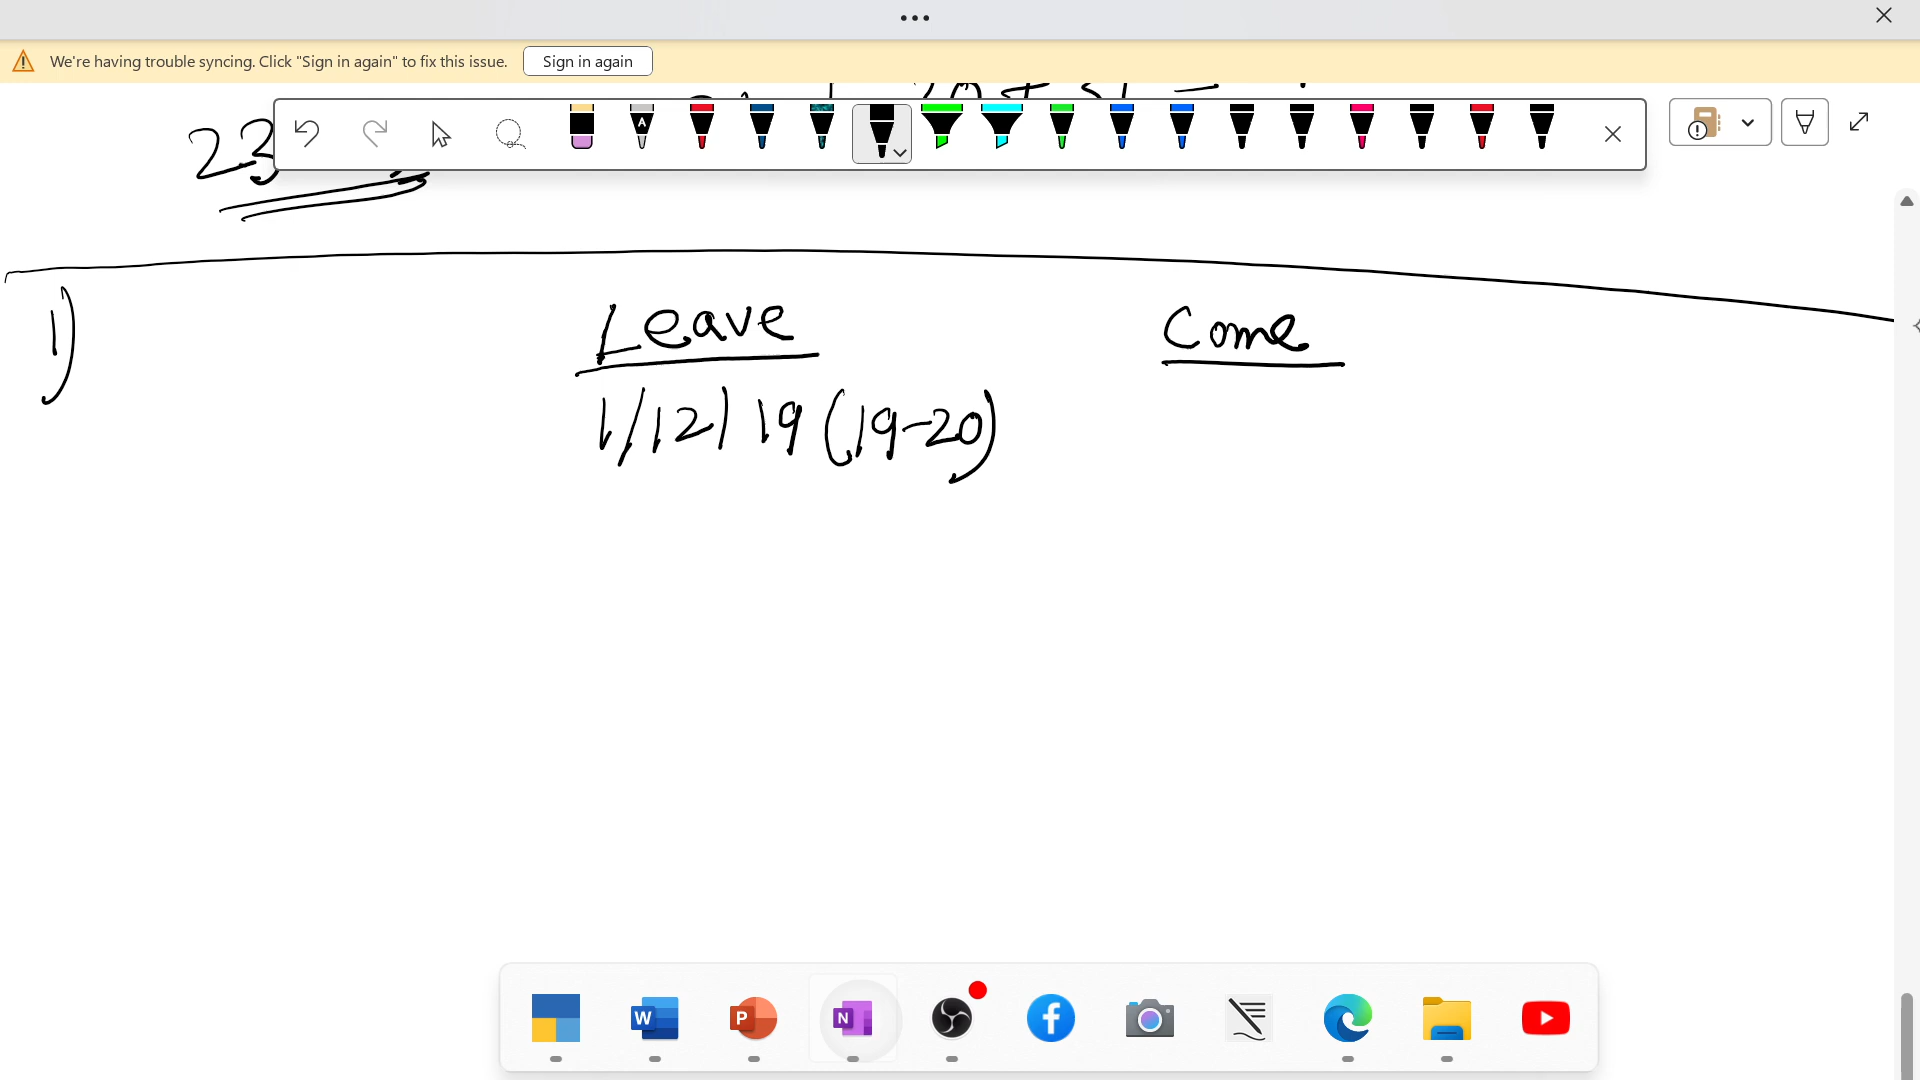 We're having trouble syncing. Click "Sign in again" to fix this issue. Sign in again
23
1) Leave Come
1/12/19 (19-20)